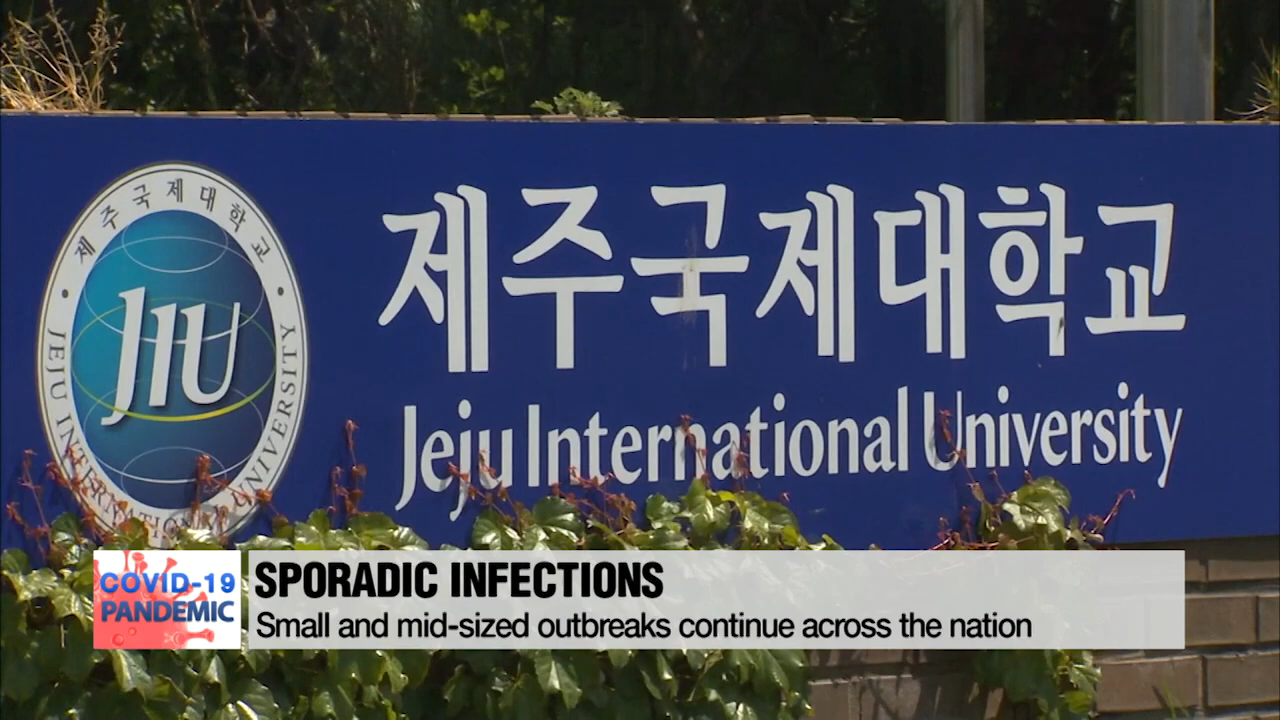 제주국제대학교
JIU
JEJU INTERNATIONAL UNIVERSITY
제주국제대학교
Jeju International University
COVID-19
PANDEMIC
SPORADIC INFECTIONS
Small and mid-sized outbreaks continue across the nation